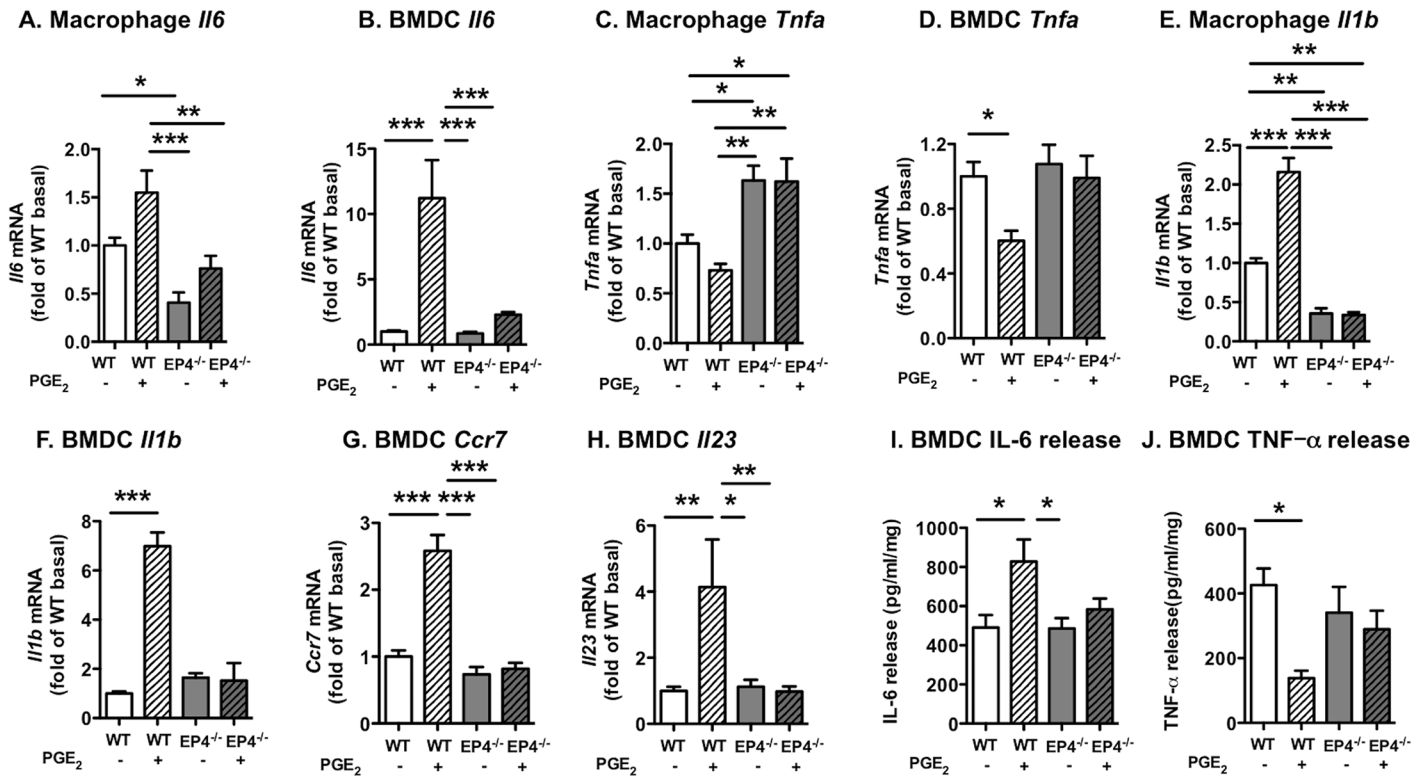 A. Macrophage Il6
*
**
***
Il6 mRNA
(fold of WT basal)
2.0
1.5
1.0
0.5
0.0
WT WT EP4-/- EP4-/-
PGE2 - + - +
B. BMDC Il6
***
*** ***
Il6 mRNA
(fold of WT basal)
15
10
5
0
WT WT EP4-/- EP4-/-
PGE2 - + - +
C. Macrophage Tnfa
*
*
**
**
Tnfa mRNA
(fold of WT basal)
2.0
1.5
1.0
0.5
0.0
WT WT EP4-/- EP4-/-
PGE2 - + - +
D. BMDC Tnfa
*
Tnfa mRNA
(fold of WT basal)
1.2
0.8
0.4
0.0
WT WT EP4-/- EP4-/-
PGE2 - + - +
E. Macrophage Il1b
**
**
***
*** ***
Il1b mRNA
(fold of WT basal)
2.5
2.0
1.5
1.0
0.5
0.0
WT WT EP4-/- EP4-/-
PGE2 - + - +
F. BMDC Il1b
***
Il1b mRNA
(fold of WT basal)
8
6
4
2
0
WT WT EP4-/- EP4-/-
PGE2 - + - +
G. BMDC Ccr7
***
*** ***
Ccr7 mRNA
(fold of WT basal)
3
2
1
0
WT WT EP4-/- EP4-/-
PGE2 - + - +
H. BMDC Il23
**
** *
Il23 mRNA
(fold of WT basal)
6
4
2
0
WT WT EP4-/- EP4-/-
PGE2 - + - +
I. BMDC IL-6 release
* *
IL-6 release (pg/ml/mg)
1000
800
600
400
200
0
WT WT EP4-/- EP4-/-
PGE2 - + - +
J. BMDC TNF-α release
*
TNF-α release(pg/ml/mg)
600
400
200
0
WT WT EP4-/- EP4-/-
PGE2 - + - +